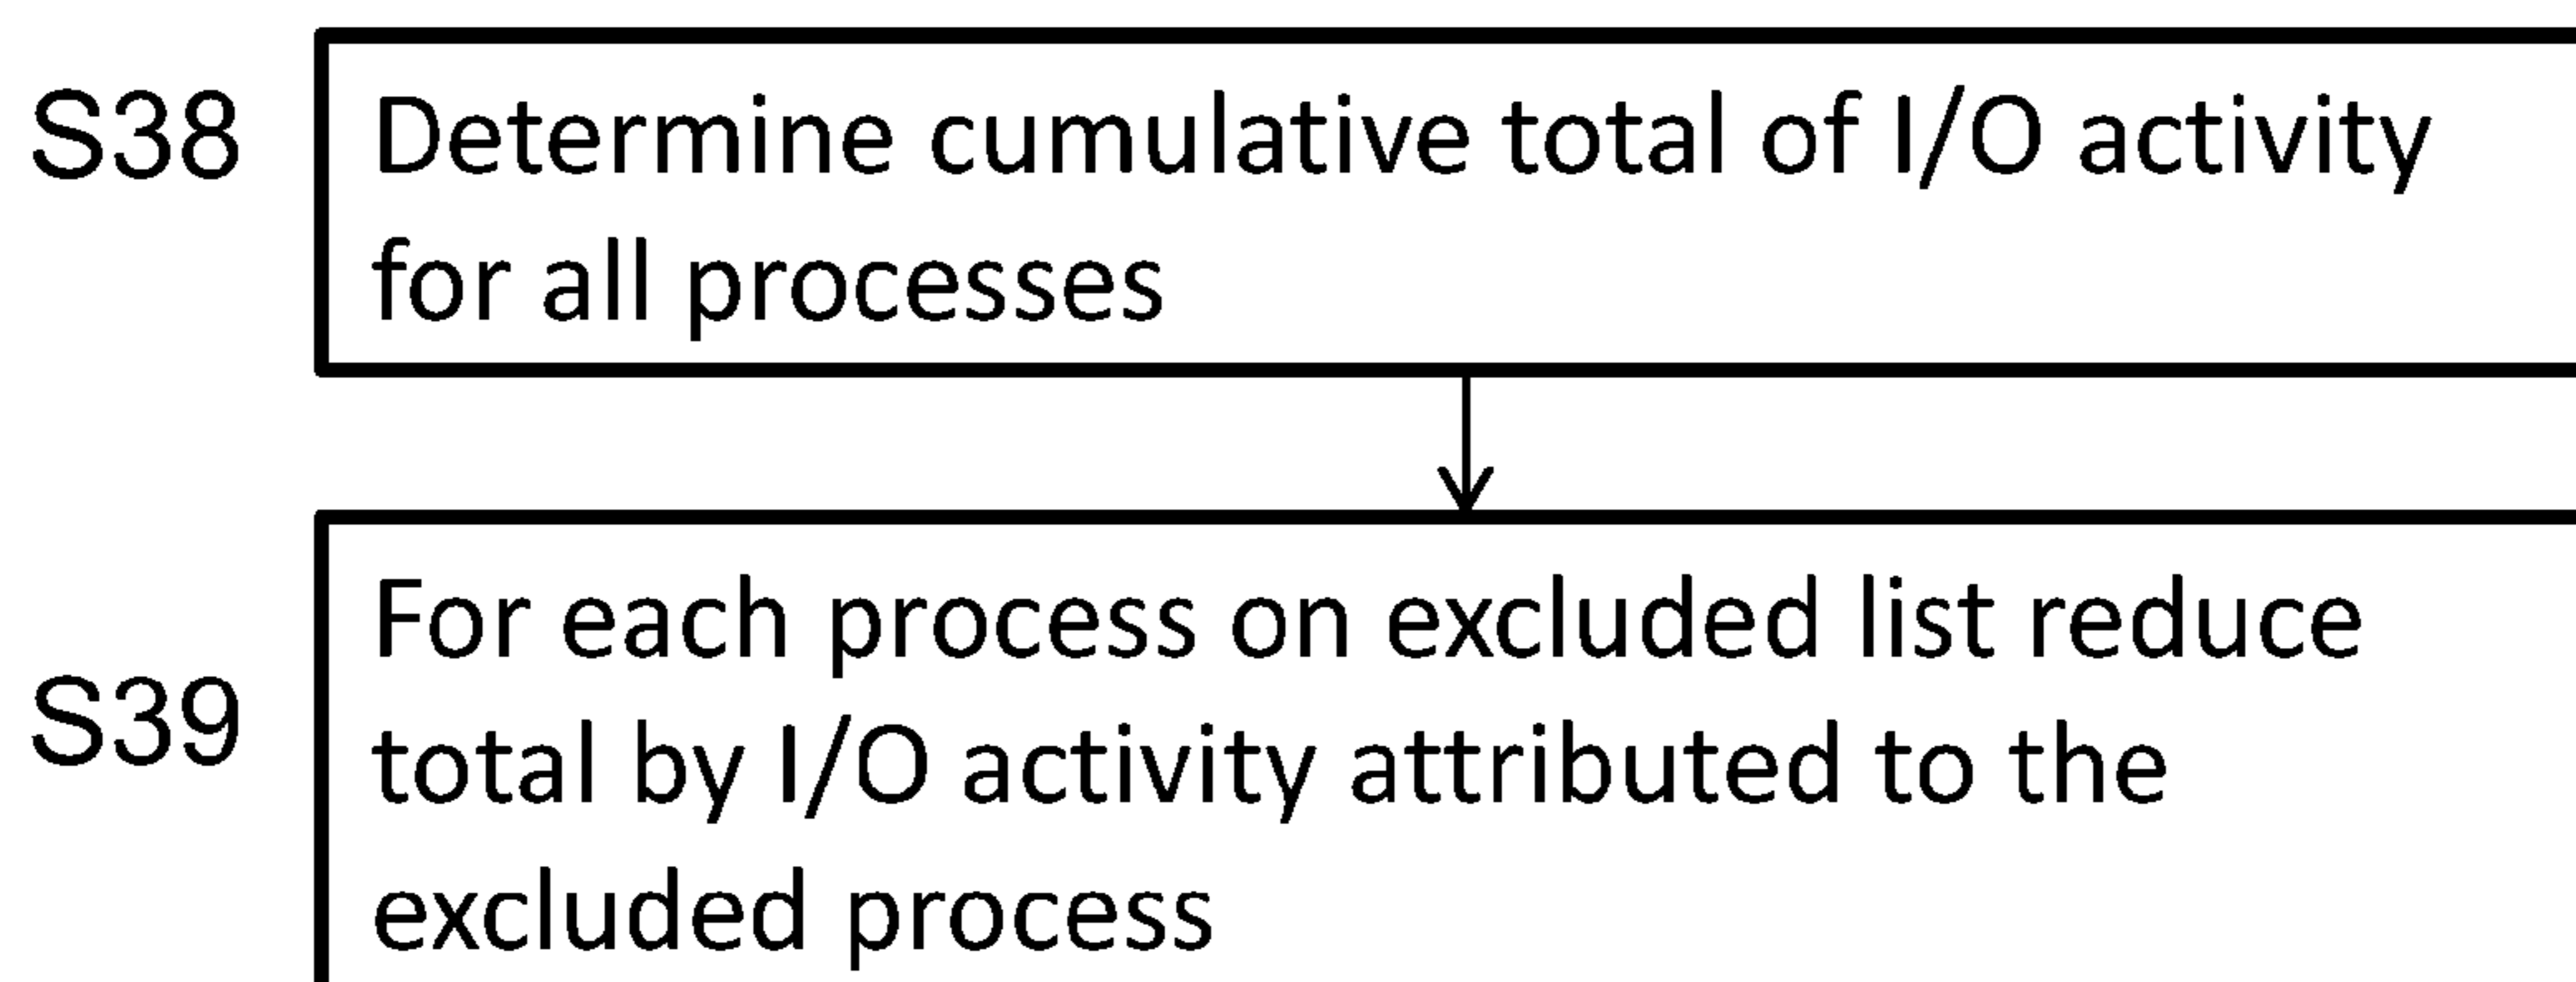 S38
Determine cumulative total of I/O activity
for all processes
S39
For each process on excluded list reduce
total by I/O activity attributed to the
excluded process